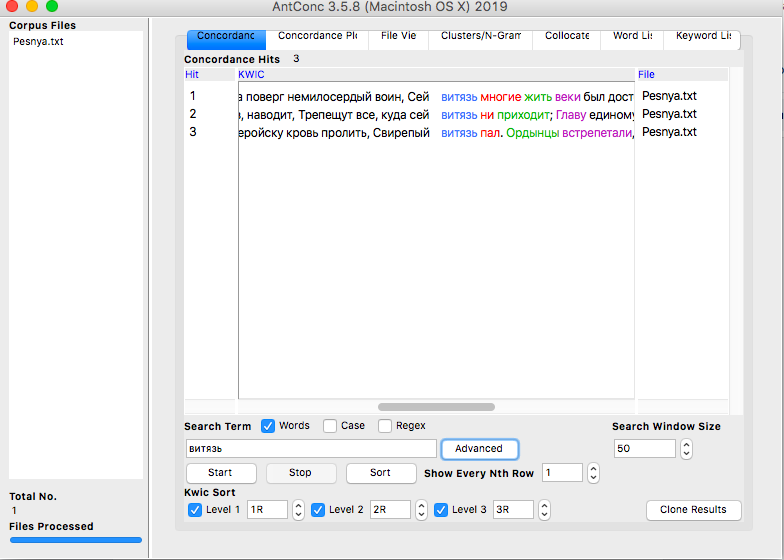 AntConc 3.5.8 (Macintosh OS X) 2019
Corpus Files
Pesnya.txt
Concordanc Concordance Plo File Vie Clusters/N-Gram Collocate Word Lis Keyword Lis
Concordance Hits 3
Hit KWIC File
1 а поверг немилосердый воин, Сей витязь многие жить веки был дост Pesnya.txt
2 , наводит, Трепещут все, куда сей витязь ни приходит; Главу единому Pesnya.txt
3 еройску кровь пролить, Свирепый витязь пал. Ордынцы встрепетали, Pesnya.txt
Search Term Words Case Regex Search Window Size
витязь Advanced 50
Start Stop Sort Show Every Nth Row 1
Kwic Sort
Level 1 1R Level 2 2R Level 3 3R Clone Results
Total No.
1
Files Processed